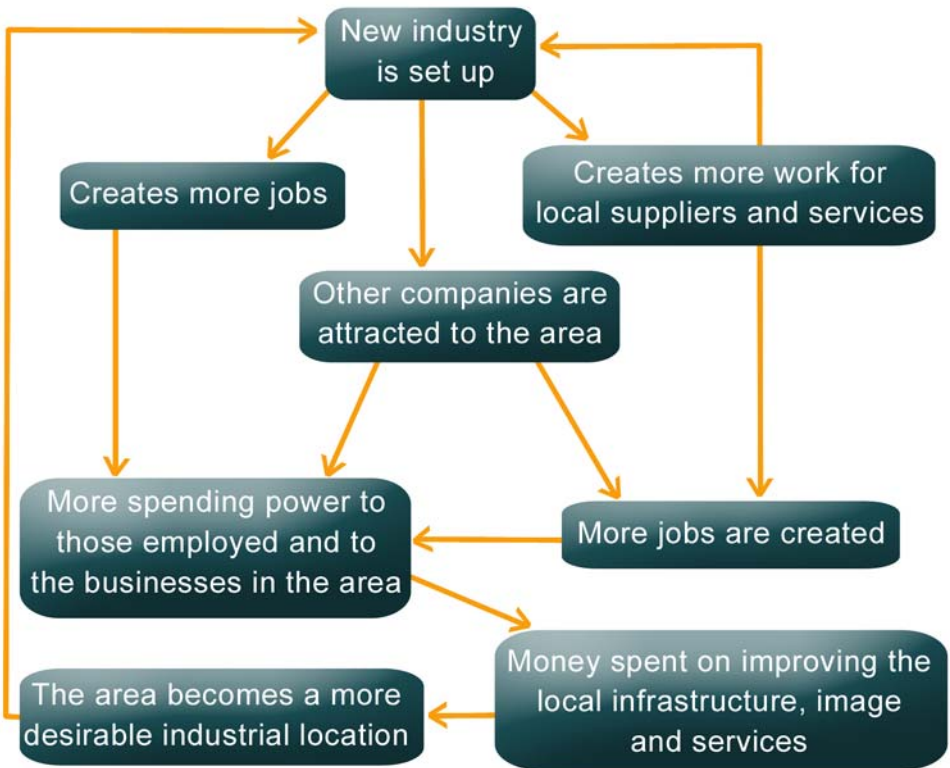 New industry
is set up
Creates more jobs
Creates more work for
local suppliers and services
Other companies are
attracted to the area
More spending power to
those employed and to
the businesses in the area
More jobs are created
Money spent on improving the
local infrastructure, image
and services
The area becomes a more
desirable industrial location